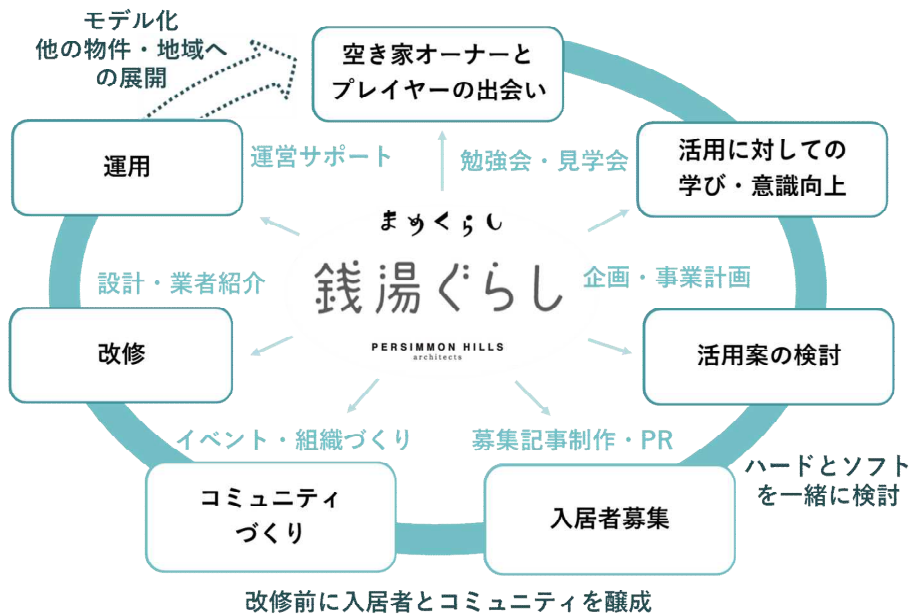 モデル化
他の物件・地域へ
の展開
空き家オーナーと
プレイヤーの出会い
運用
運営サポート
勉強会・見学会
活用に対しての
学び・意識向上
まめくらし
銭湯ぐらし
PERSIMMON HILLS
architects
設計・業者紹介
企画・事業計画
改修
活用案の検討
イベント・組織づくり
募集記事制作・PR
ハードとソフト
を一緒に検討
コミュニティ
づくり
入居者募集
改修前に入居者とコミュニティを醸成